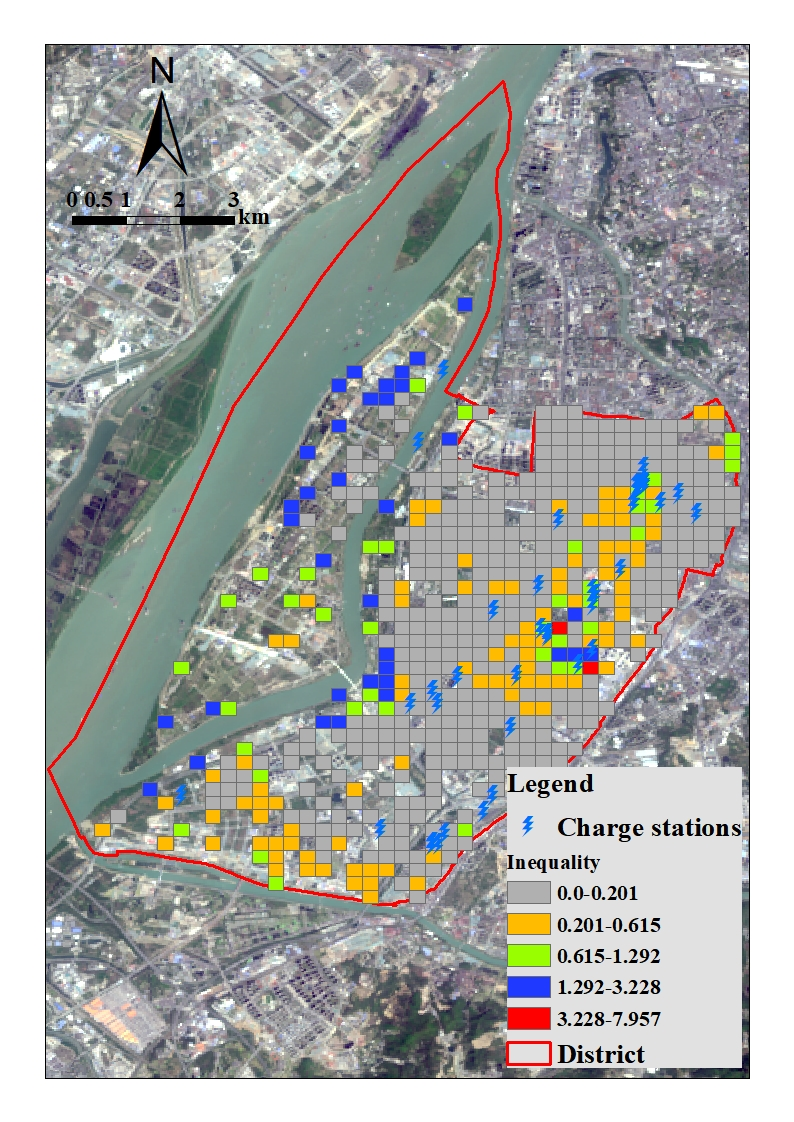 N
0 0.5 1 2 3
km
Legend
Charge stations
Inequality
0.0-0.201
0.201-0.615
0.615-1.292
1.292-3.228
3.228-7.957
District